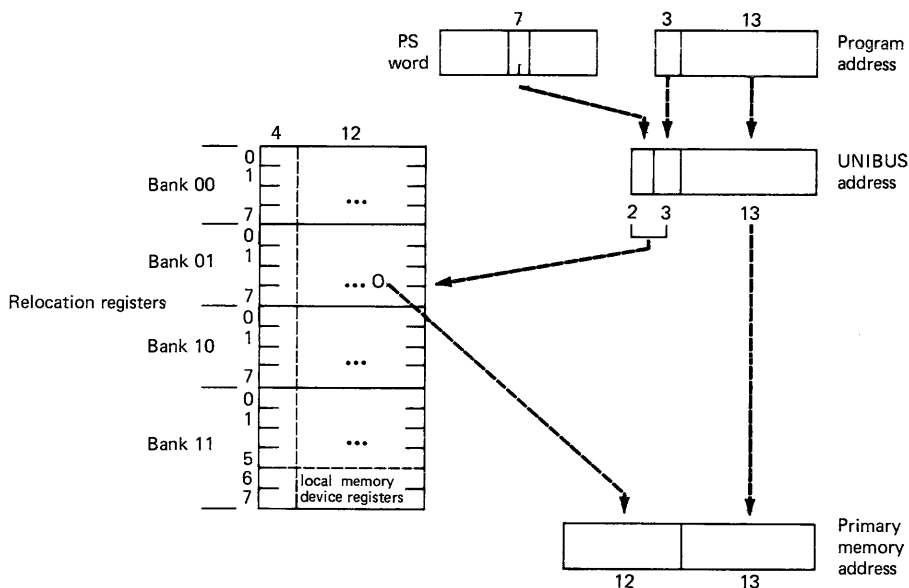 7
PS
word
3 13
Program
address
4 12
UNIBUS
address
2 3 13
Bank 00
0
1
...
7
Bank 01
0
1
... 0
7
Relocation registers
Bank 10
0
1
...
7
Bank 11
0
1
...
5
6
7
local memory
device registers
Primary
memory
address
12 13